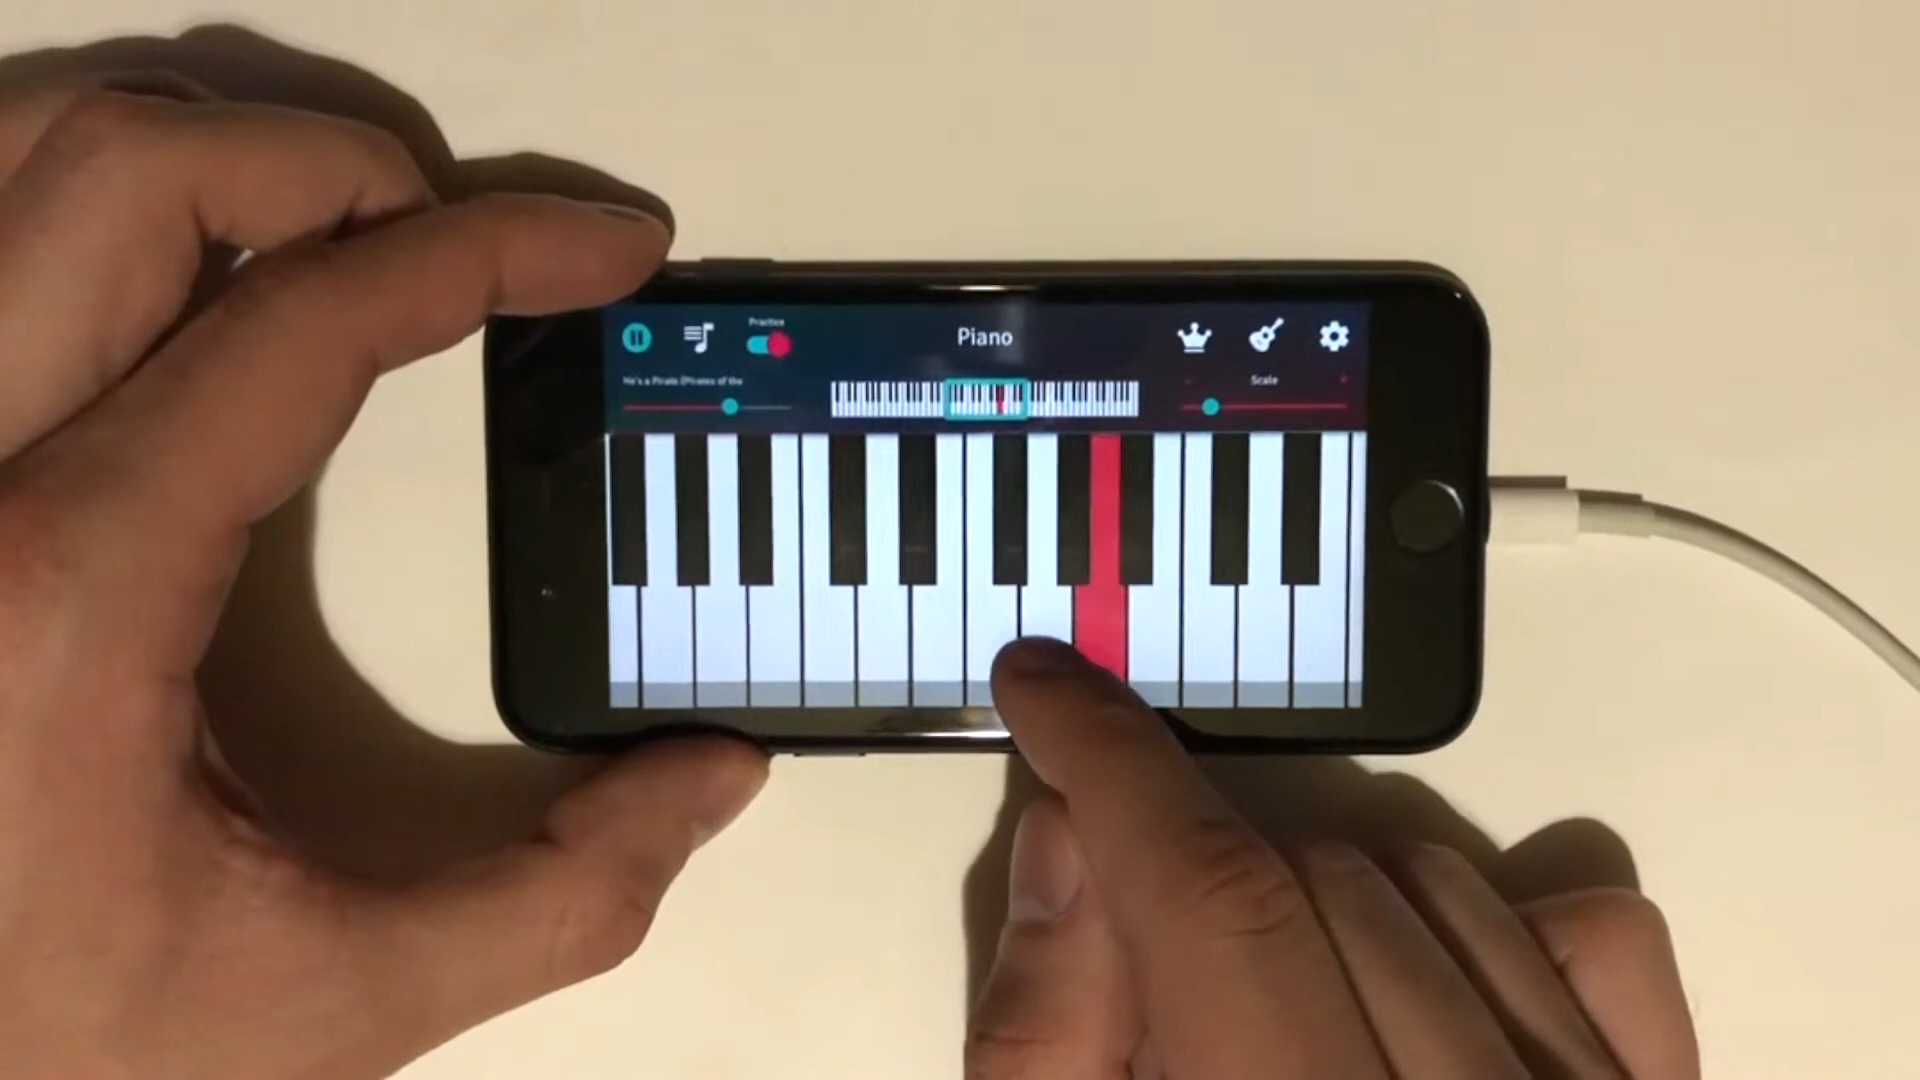 Practice
Piano
He's a Pirate (Pirates of the
Scale